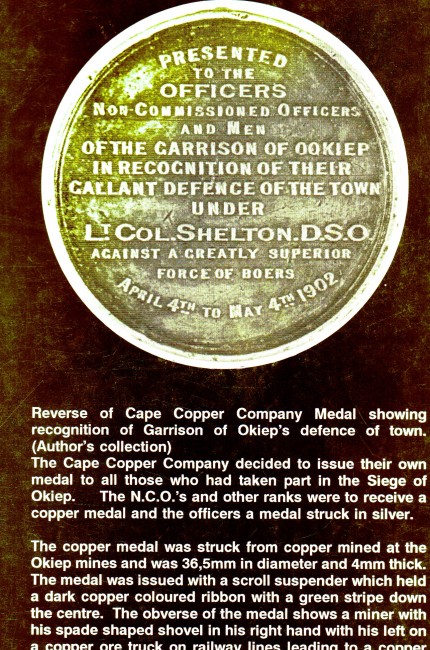 PRESENTED
TO THE
OFFICERS
NON-COMMISSIONED OFFICERS
AND MEN
OF THE GARRISON OF OOKIEP
IN RECOGNITION OF THEIR
GALLANT DEFENCE OF THE TOWN
UNDER
LT COL. SHELTON, D.S.O.
AGAINST A GREATLY SUPERIOR
FORCE OF BOERS
APRIL 4TH TO MAY 4TH 1902
Reverse of Cape Copper Company Medal showing
recognition of Garrison of Okiep's defence of town.
(Author's collection)
The Cape Copper Company decided to issue their own
medal to all those who had taken part in the Siege of
Okiep. The N.C.O.'s and other ranks were to receive a
copper medal and the officers a medal struck in silver.
The copper medal was struck from copper mined at the
Okiep mines and was 36,5mm in diameter and 4mm thick.
The medal was issued with a scroll suspender which held
a dark copper coloured ribbon with a green stripe down
the centre. The obverse of the medal shows a miner with
his spade shaped shovel in his right hand with his left on
a copper ore truck on railway lines leading to a copper